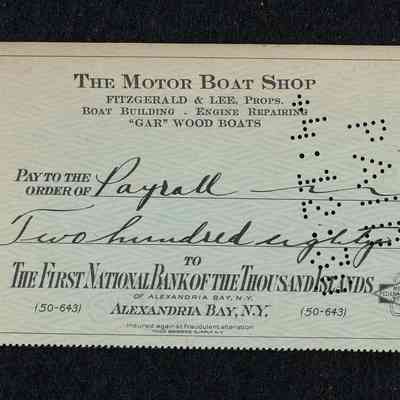 THE MOTOR BOAT SHOP
FITZGERALD & LEE, PROPS.
BOAT BUILDING - ENGINE REPAIRING
"GAR" WOOD BOATS
PAY TO THE
ORDER OF Payrall
Two hundred eighty
TO
THE FIRST NATIONAL BANK OF THE THOUSAND ISLANDS
OF ALEXANDRIA BAY, N.Y.
(50-643) ALEXANDRIA BAY, N.Y. (50-643)
Insured against fraudulent alteration